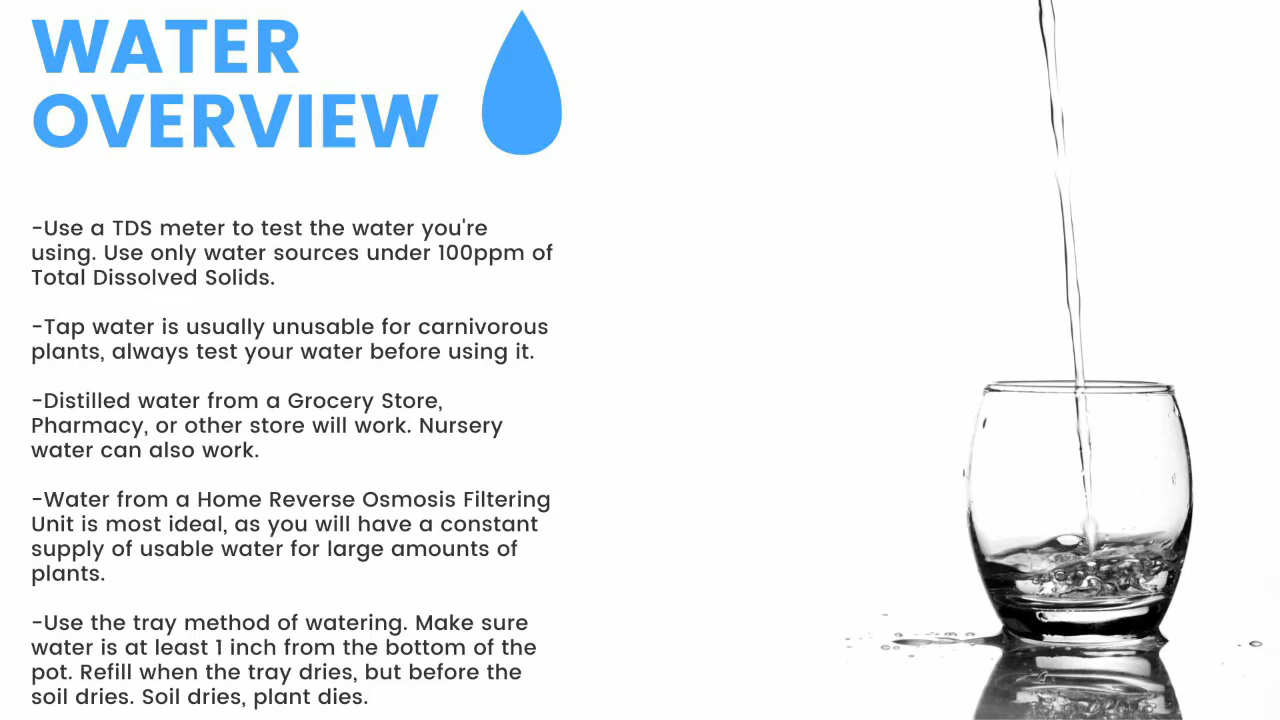 WATER
OVERVIEW
-Use a TDS meter to test the water you're
using. Use only water sources under 100ppm of
Total Dissolved Solids.
-Tap water is usually unusable for carnivorous
plants, always test your water before using it.
-Distilled water from a Grocery Store,
Pharmacy, or other store will work. Nursery
water can also work.
-Water from a Home Reverse Osmosis Filtering
Unit is most ideal, as you will have a constant
supply of usable water for large amounts of
plants.
-Use the tray method of watering. Make sure
water is at least 1 inch from the bottom of the
pot. Refill when the tray dries, but before the
soil dries. Soil dries, plant dies.